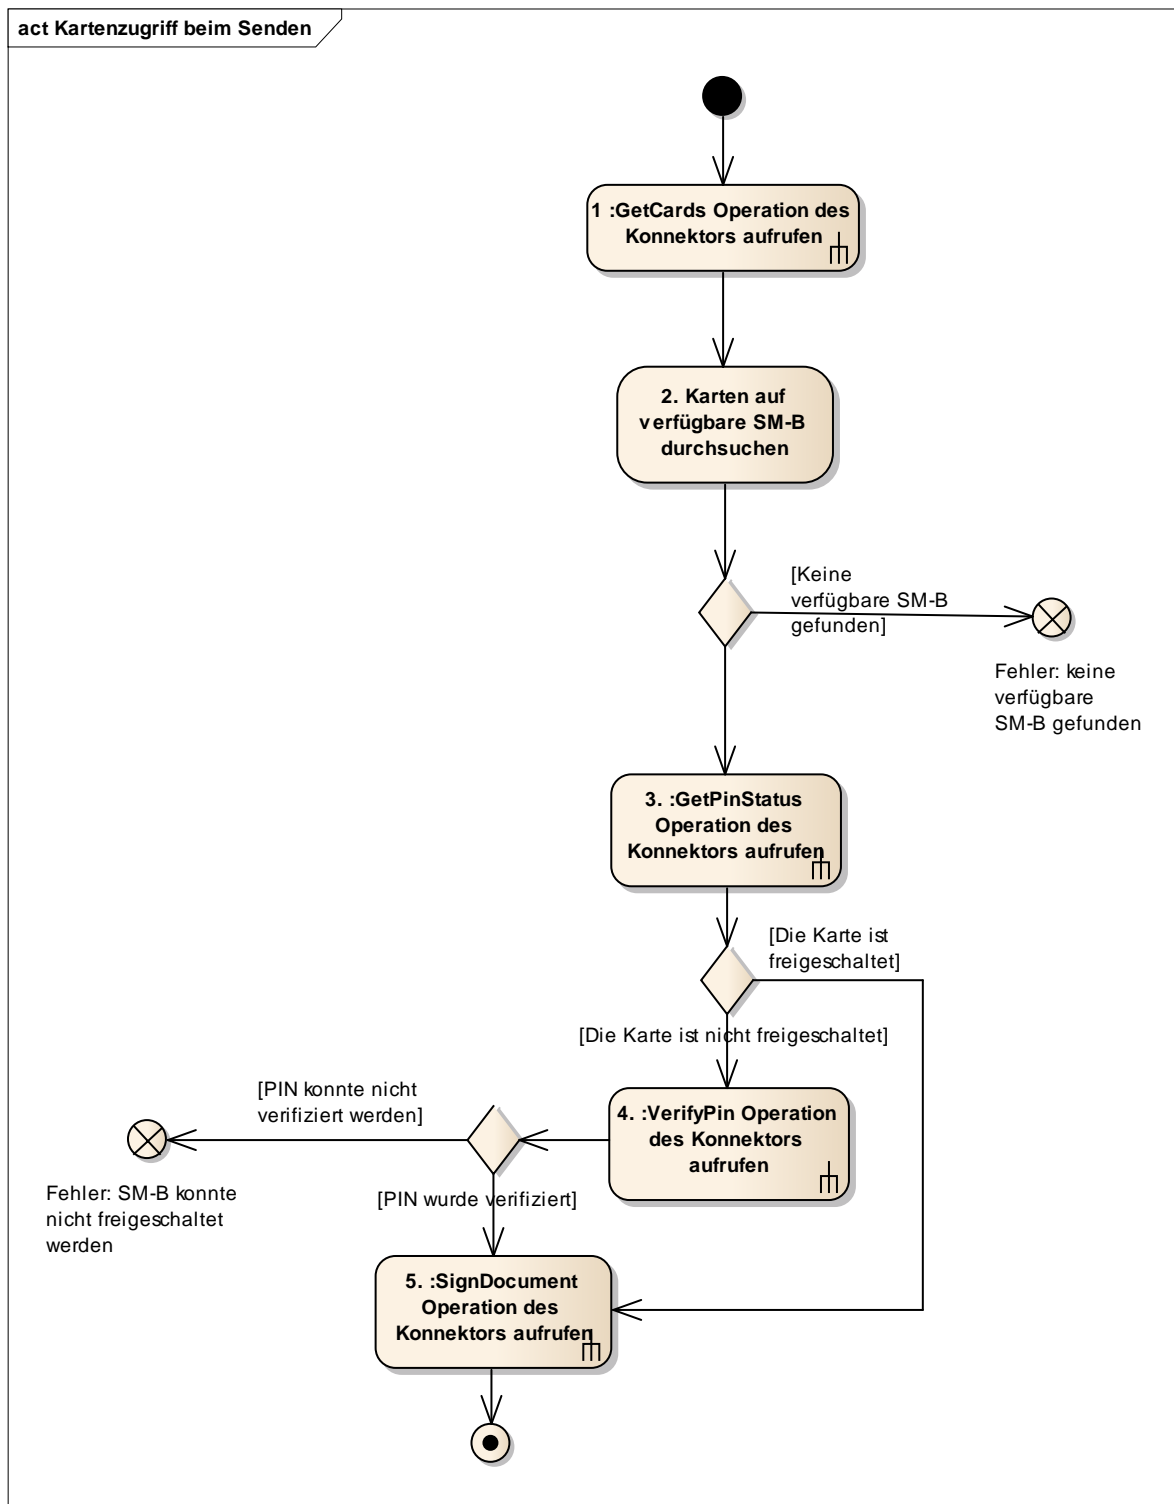 act Kartenzugriff beim Senden
1 :GetCards Operation des
Konnektors aufrufen
2. Karten auf
verfügbare SM-B
durchsuchen
[Keine
verfügbare SM-B
gefunden]
Fehler: keine
verfügbare
SM-B gefunden
3. :GetPinStatus
Operation des
Konnektors aufrufen
[Die Karte ist
freigeschaltet]
[Die Karte ist nicht freigeschaltet]
[PIN konnte nicht
verifiziert werden]
4. :VerifyPin Operation
des Konnektors
aufrufen
Fehler: SM-B konnte
nicht freigeschaltet
werden
[PIN wurde verifiziert]
5. :SignDocument
Operation des
Konnektors aufrufen